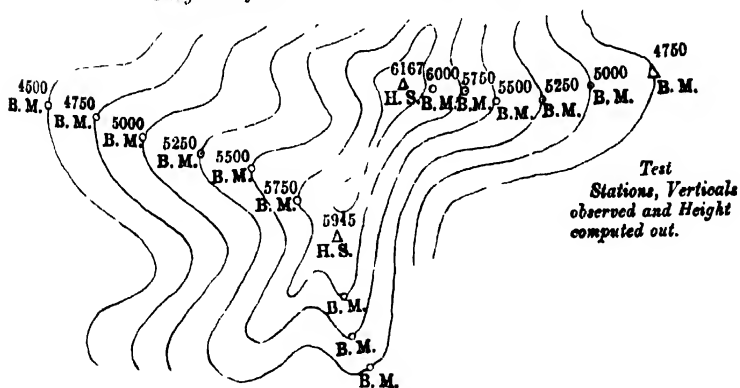 6167
H. S.
6000
B. M.
5750
B. M.
5500
B. M.
5250
B. M.
5000
B. M.
4750
B. M.
4500
B. M.
4750
B. M.
5000
B. M.
5250
B. M.
5500
B. M.
5750
B. M.
5945
H. S.
B. M.
B. M.
B. M.
Test
Stations, Verticals
observed and Height
computed out.